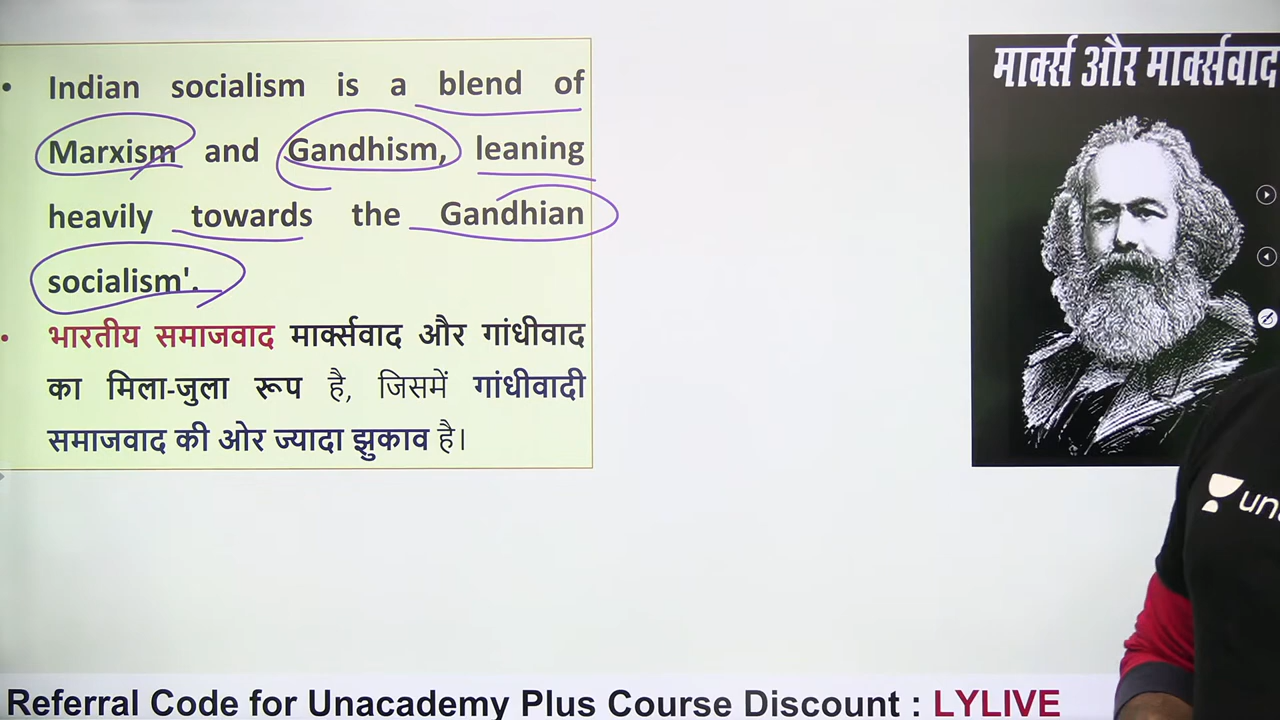 Indian socialism is a blend of
Marxism and Gandhism, leaning
heavily towards the Gandhian
socialism'.
भारतीय समाजवाद मार्क्सवाद और गांधीवाद
का मिला-जुला रूप है, जिसमें गांधीवादी
समाजवाद की ओर ज्यादा झुकाव है।
मार्क्स और मार्क्सवाद
una
Referral Code for Unacademy Plus Course Discount : LYLIVE